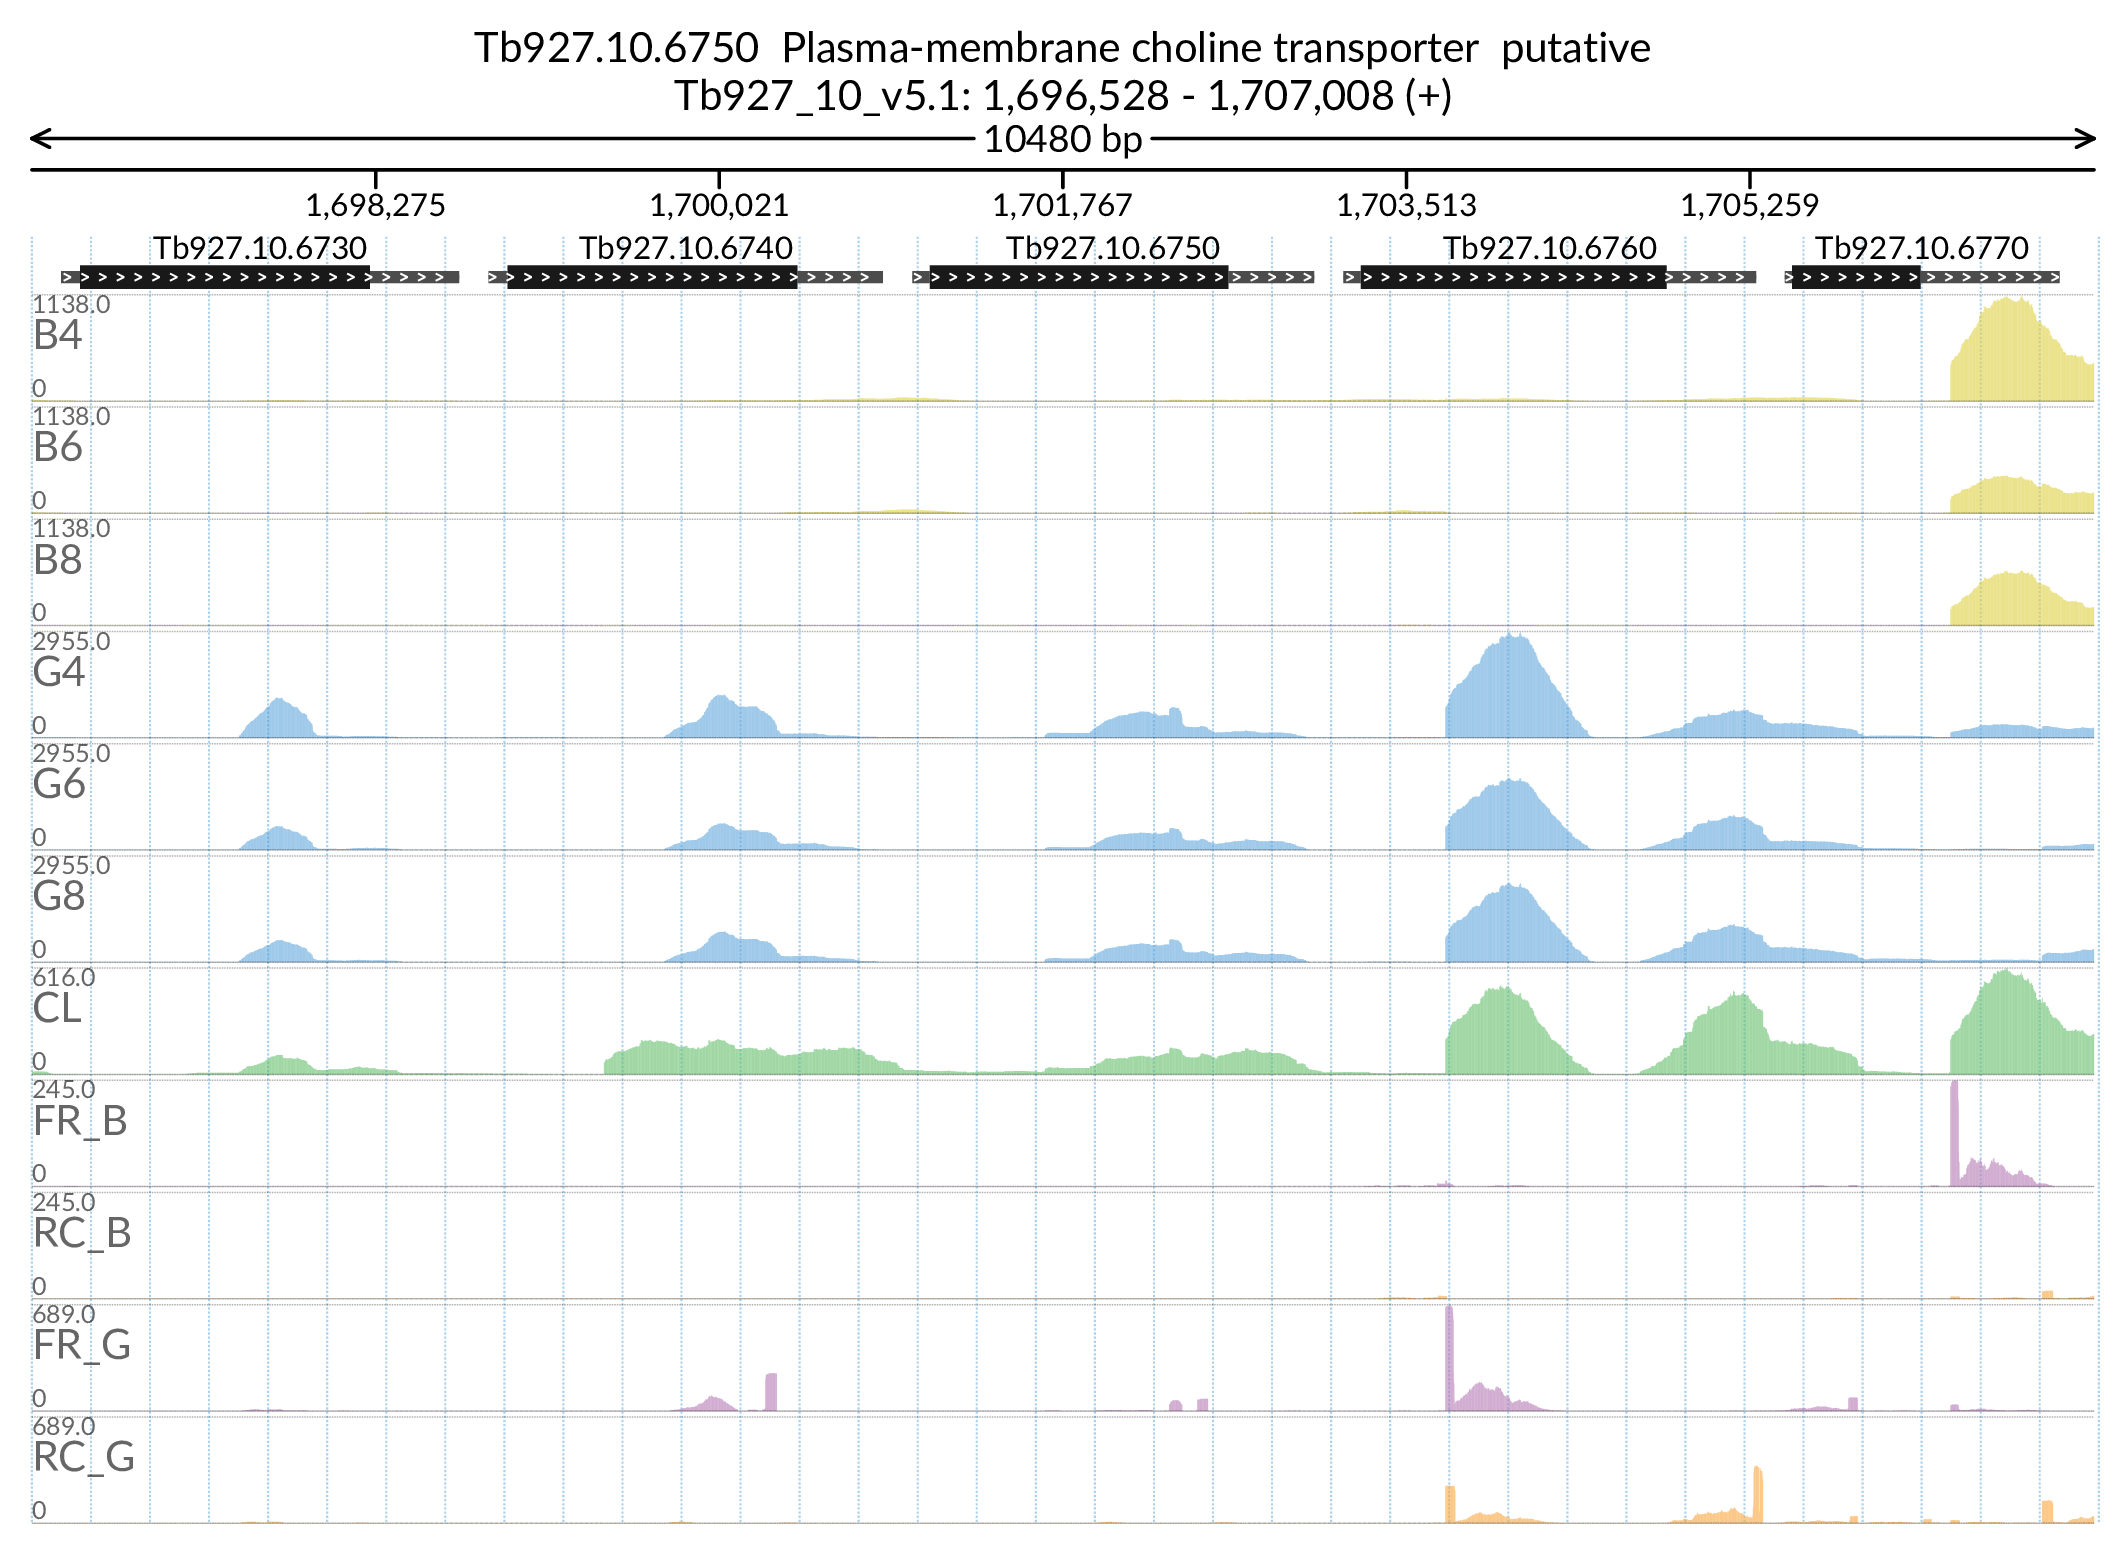 Tb927.10.6750 Plasma-membrane choline transporter putative
Tb927_10_v5.1: 1,696,528 - 1,707,008 (+)
10480 bp
1,698,275 1,700,021 1,701,767 1,703,513 1,705,259
Tb927.10.6730 Tb927.10.6740 Tb927.10.6750 Tb927.10.6760 Tb927.10.6770
1138.0
B4
0
1138.0
B6
0
1138.0
B8
0
2955.0
G4
0
2955.0
G6
0
2955.0
G8
0
616.0
CL
0
245.0
FR_B
0
245.0
RC_B
0
689.0
FR_G
0
689.0
RC_G
0